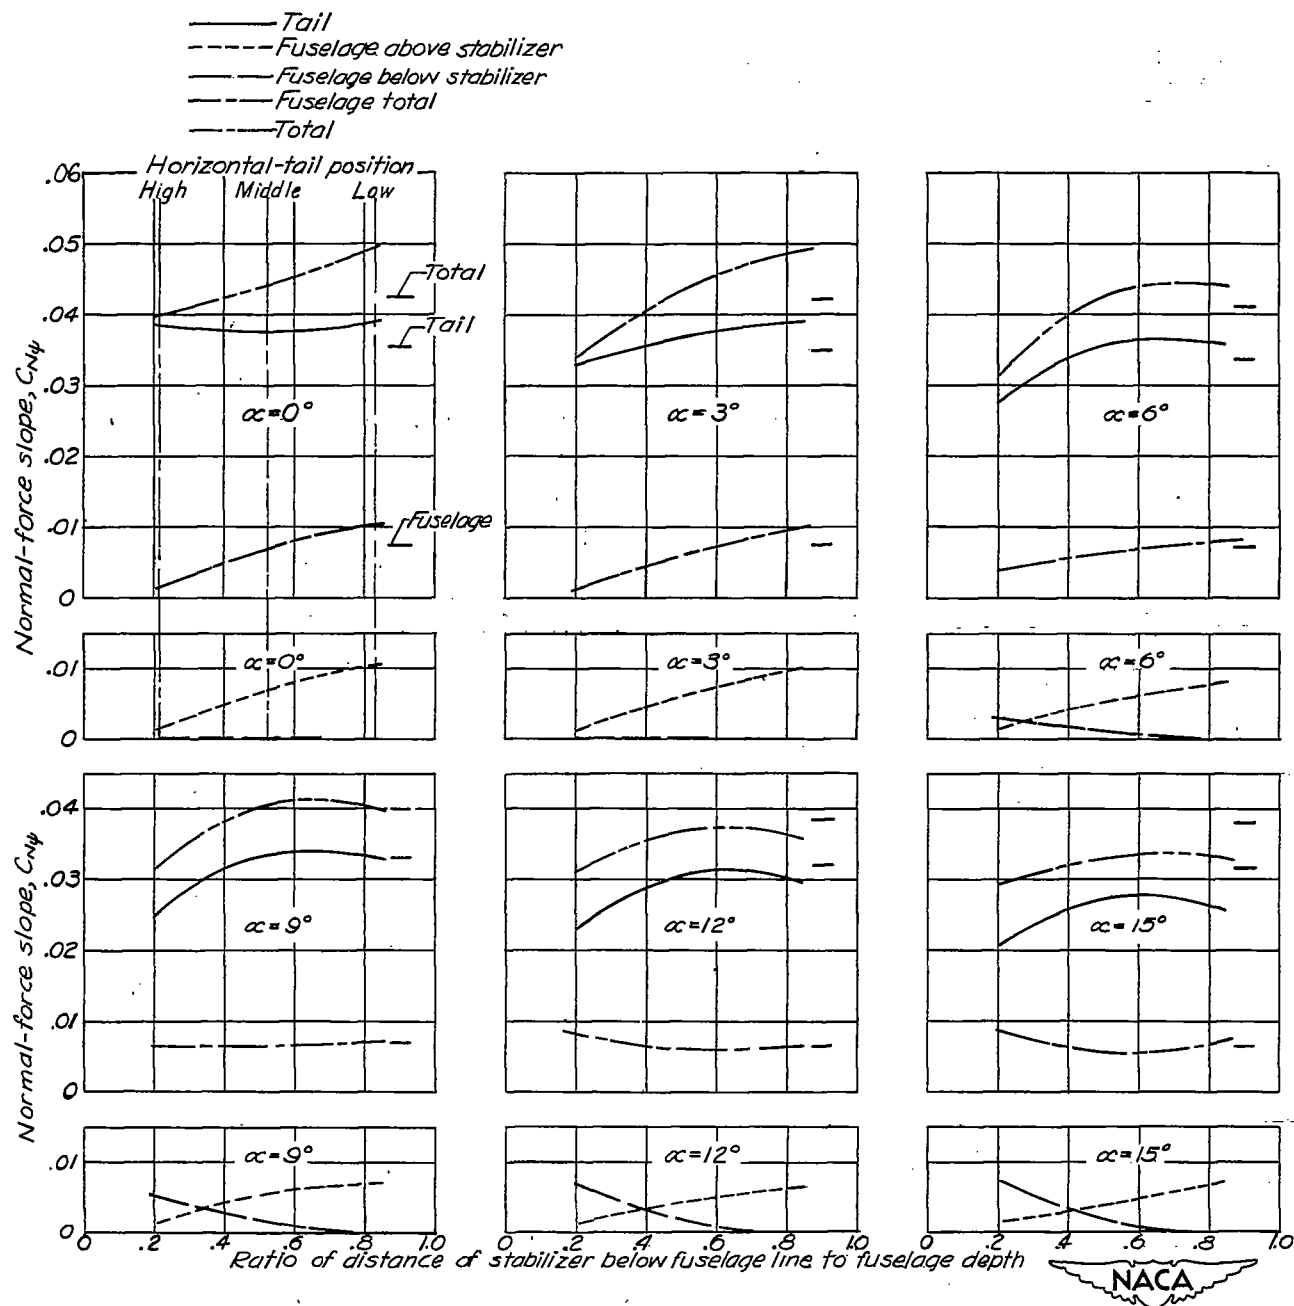 Tail
Fuselage above stabilizer
Fuselage below stabilizer
Fuselage total
Total
Horizontal-tail position
High Middle Low
.06
.05
.04
.03
.02
.01
0
Total
Tail
Fuselage
Normal-force slope, CNψ
α=0°
α=3°
α=6°
.01
0
α=0°
α=3°
α=6°
.04
.03
.02
.01
0
Normal-force slope, CNψ
α=9°
α=12°
α=15°
.01
0
α=9°
α=12°
α=15°
0 .2 .4 .6 .8 1.0
0 .2 .4 .6 .8 1.0
0 .2 .4 .6 .8 1.0
Ratio of distance of stabilizer below fuselage line to fuselage depth
NACA